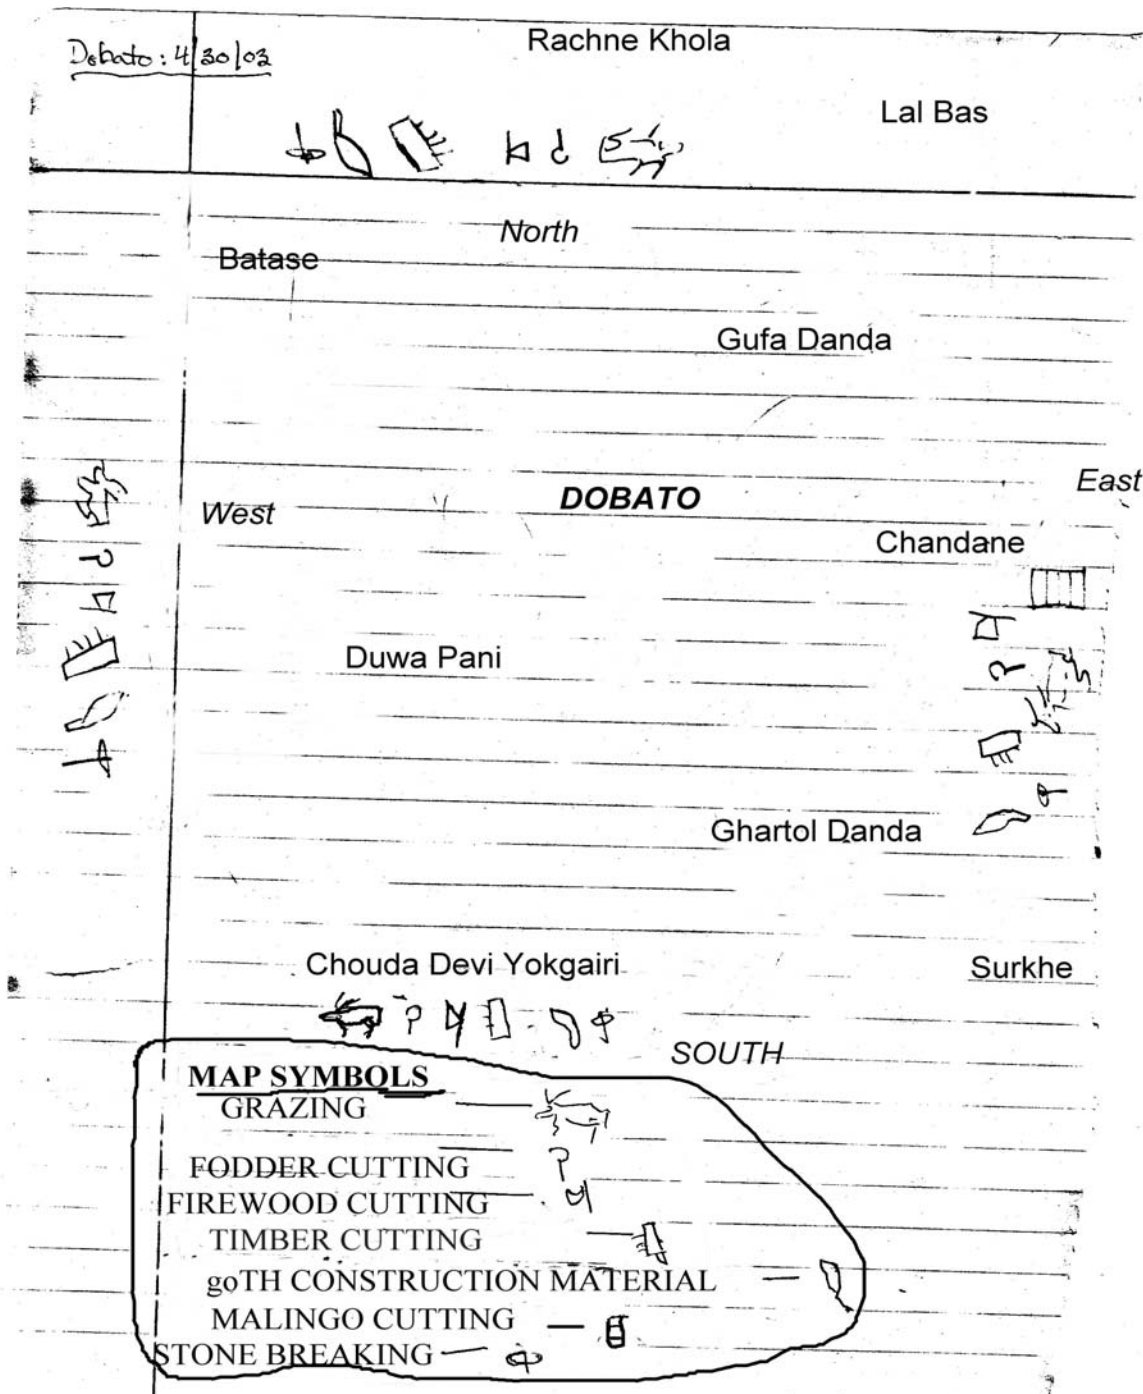 Dobato: 4/30/02
Rachne Khola
Lal Bas
North
Batase
Gufa Danda
East
West
DOBATO
Chandane
Duwa Pani
Ghartol Danda
Chouda Devi Yokgairi
Surkhe
SOUTH
MAP SYMBOLS
GRAZING
FODDER CUTTING
FIREWOOD CUTTING
TIMBER CUTTING
goTH CONSTRUCTION MATERIAL
MALINGO CUTTING
STONE BREAKING